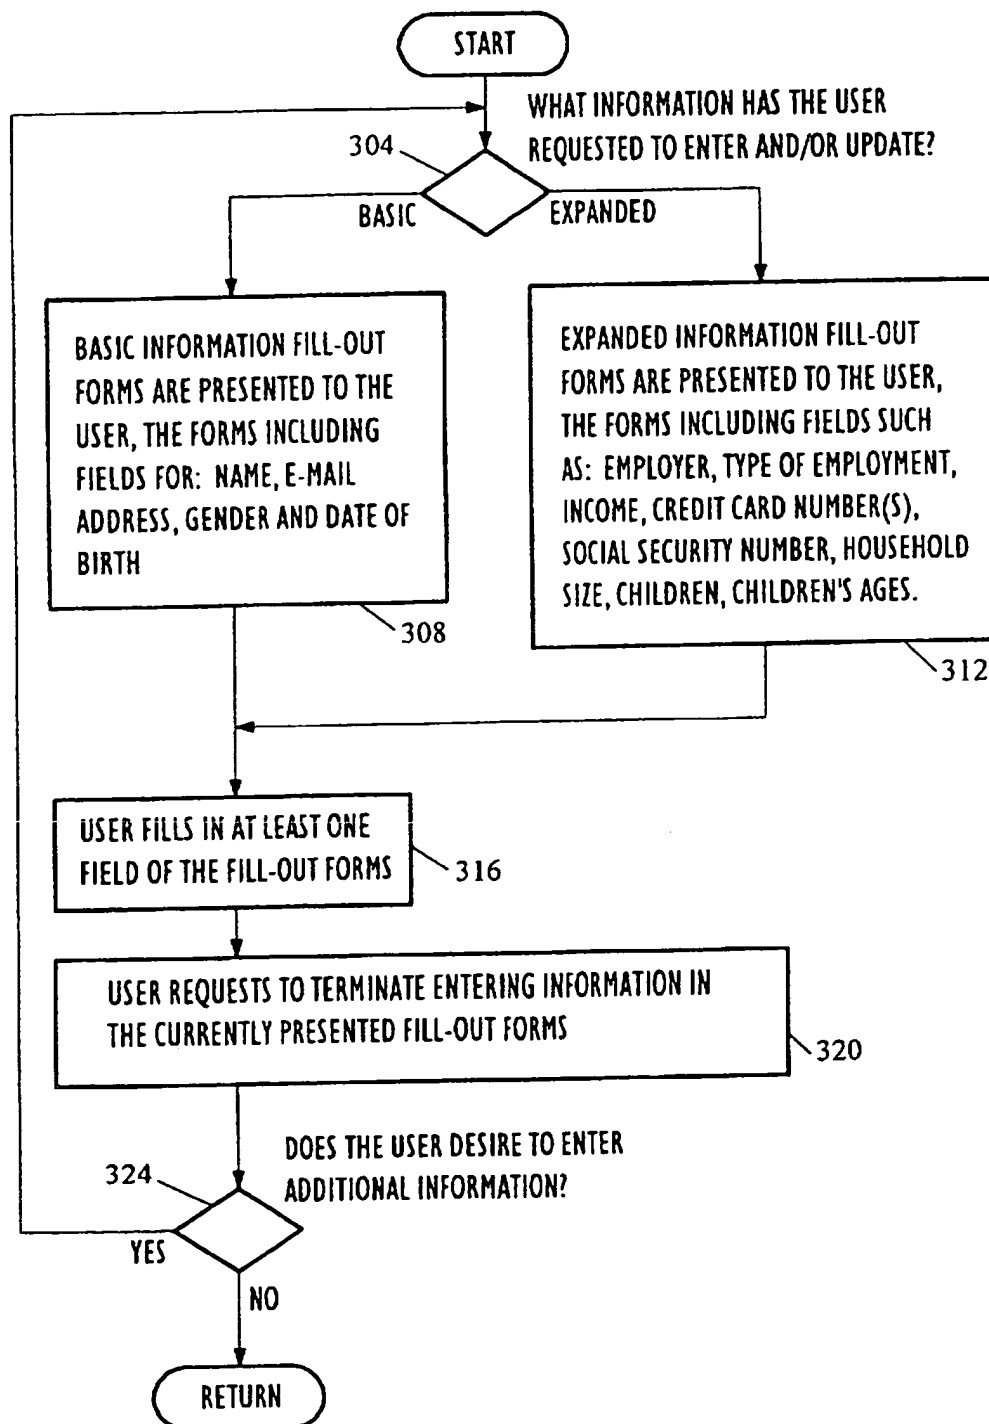 START
WHAT INFORMATION HAS THE USER
REQUESTED TO ENTER AND/OR UPDATE?
304
BASIC
EXPANDED
BASIC INFORMATION FILL-OUT
FORMS ARE PRESENTED TO THE
USER, THE FORMS INCLUDING
FIELDS FOR: NAME, E-MAIL
ADDRESS, GENDER AND DATE OF
BIRTH
308
EXPANDED INFORMATION FILL-OUT
FORMS ARE PRESENTED TO THE USER,
THE FORMS INCLUDING FIELDS SUCH
AS: EMPLOYER, TYPE OF EMPLOYMENT,
INCOME, CREDIT CARD NUMBER(S),
SOCIAL SECURITY NUMBER, HOUSEHOLD
SIZE, CHILDREN, CHILDREN'S AGES.
312
USER FILLS IN AT LEAST ONE
FIELD OF THE FILL-OUT FORMS
316
USER REQUESTS TO TERMINATE ENTERING INFORMATION IN
THE CURRENTLY PRESENTED FILL-OUT FORMS
320
DOES THE USER DESIRE TO ENTER
ADDITIONAL INFORMATION?
324
YES
NO
RETURN